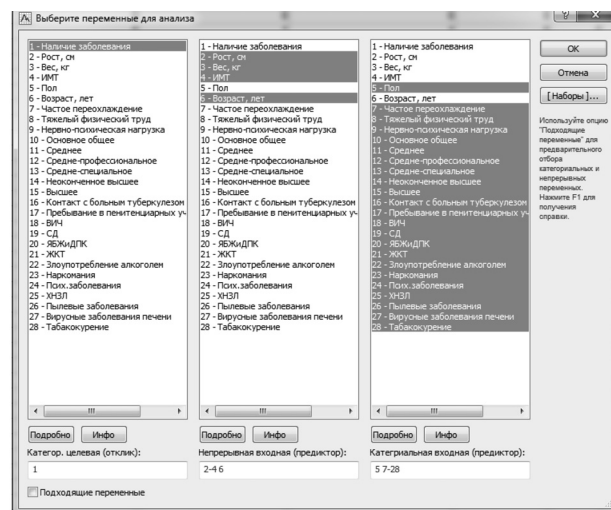 Выберите переменные для анализа
1 - Наличие заболевания
2 - Рост, см
3 - Вес, кг
4 - ИМТ
5 - Пол
6 - Возраст, лет
7 - Частое переохлаждение
8 - Тяжелый физический труд
9 - Нервно-психическая нагрузка
10 - Основное общее
11 - Среднее
12 - Средне-профессиональное
13 - Средне-специальное
14 - Неоконченное высшее
15 - Высшее
16 - Контакт с больным туберкулезом
17 - Пребывание в пенитенциарных уч
18 - ВИЧ
19 - СД
20 - ЯБЖиДПК
21 - ЖКТ
22 - Злоупотребление алкоголем
23 - Наркомания
24 - Псих.заболевания
25 - ХНЗЛ
26 - Пылевые заболевания
27 - Вирусные заболевания печени
28 - Табакокурение
Подробно Инфо
Категор. целевая (отклик):
1
1 - Наличие заболевания
2 - Рост, см
3 - Вес, кг
4 - ИМТ
5 - Пол
6 - Возраст, лет
7 - Частое переохлаждение
8 - Тяжелый физический труд
9 - Нервно-психическая нагрузка
10 - Основное общее
11 - Среднее
12 - Средне-профессиональное
13 - Средне-специальное
14 - Неоконченное высшее
15 - Высшее
16 - Контакт с больным туберкулезом
17 - Пребывание в пенитенциарных уч
18 - ВИЧ
19 - СД
20 - ЯБЖиДПК
21 - ЖКТ
22 - Злоупотребление алкоголем
23 - Наркомания
24 - Псих.заболевания
25 - ХНЗЛ
26 - Пылевые заболевания
27 - Вирусные заболевания печени
28 - Табакокурение
Подробно Инфо
Непрерывная входная (предиктор):
2-4 6
1 - Наличие заболевания
2 - Рост, см
3 - Вес, кг
4 - ИМТ
5 - Пол
6 - Возраст, лет
7 - Частое переохлаждение
8 - Тяжелый физический труд
9 - Нервно-психическая нагрузка
10 - Основное общее
11 - Среднее
12 - Средне-профессиональное
13 - Средне-специальное
14 - Неоконченное высшее
15 - Высшее
16 - Контакт с больным туберкулезом
17 - Пребывание в пенитенциарных уч
18 - ВИЧ
19 - СД
20 - ЯБЖиДПК
21 - ЖКТ
22 - Злоупотребление алкоголем
23 - Наркомания
24 - Псих.заболевания
25 - ХНЗЛ
26 - Пылевые заболевания
27 - Вирусные заболевания печени
28 - Табакокурение
Подробно Инфо
Категриальная входная (предиктор):
5 7-28
OK
Отмена
[ Наборы ]...
Используйте опцию
"Подходящие
переменные" для
предварительного
отбора
категориальных и
непрерывных
переменных.
Нажмите F1 для
получения
справки.
Подходящие переменные